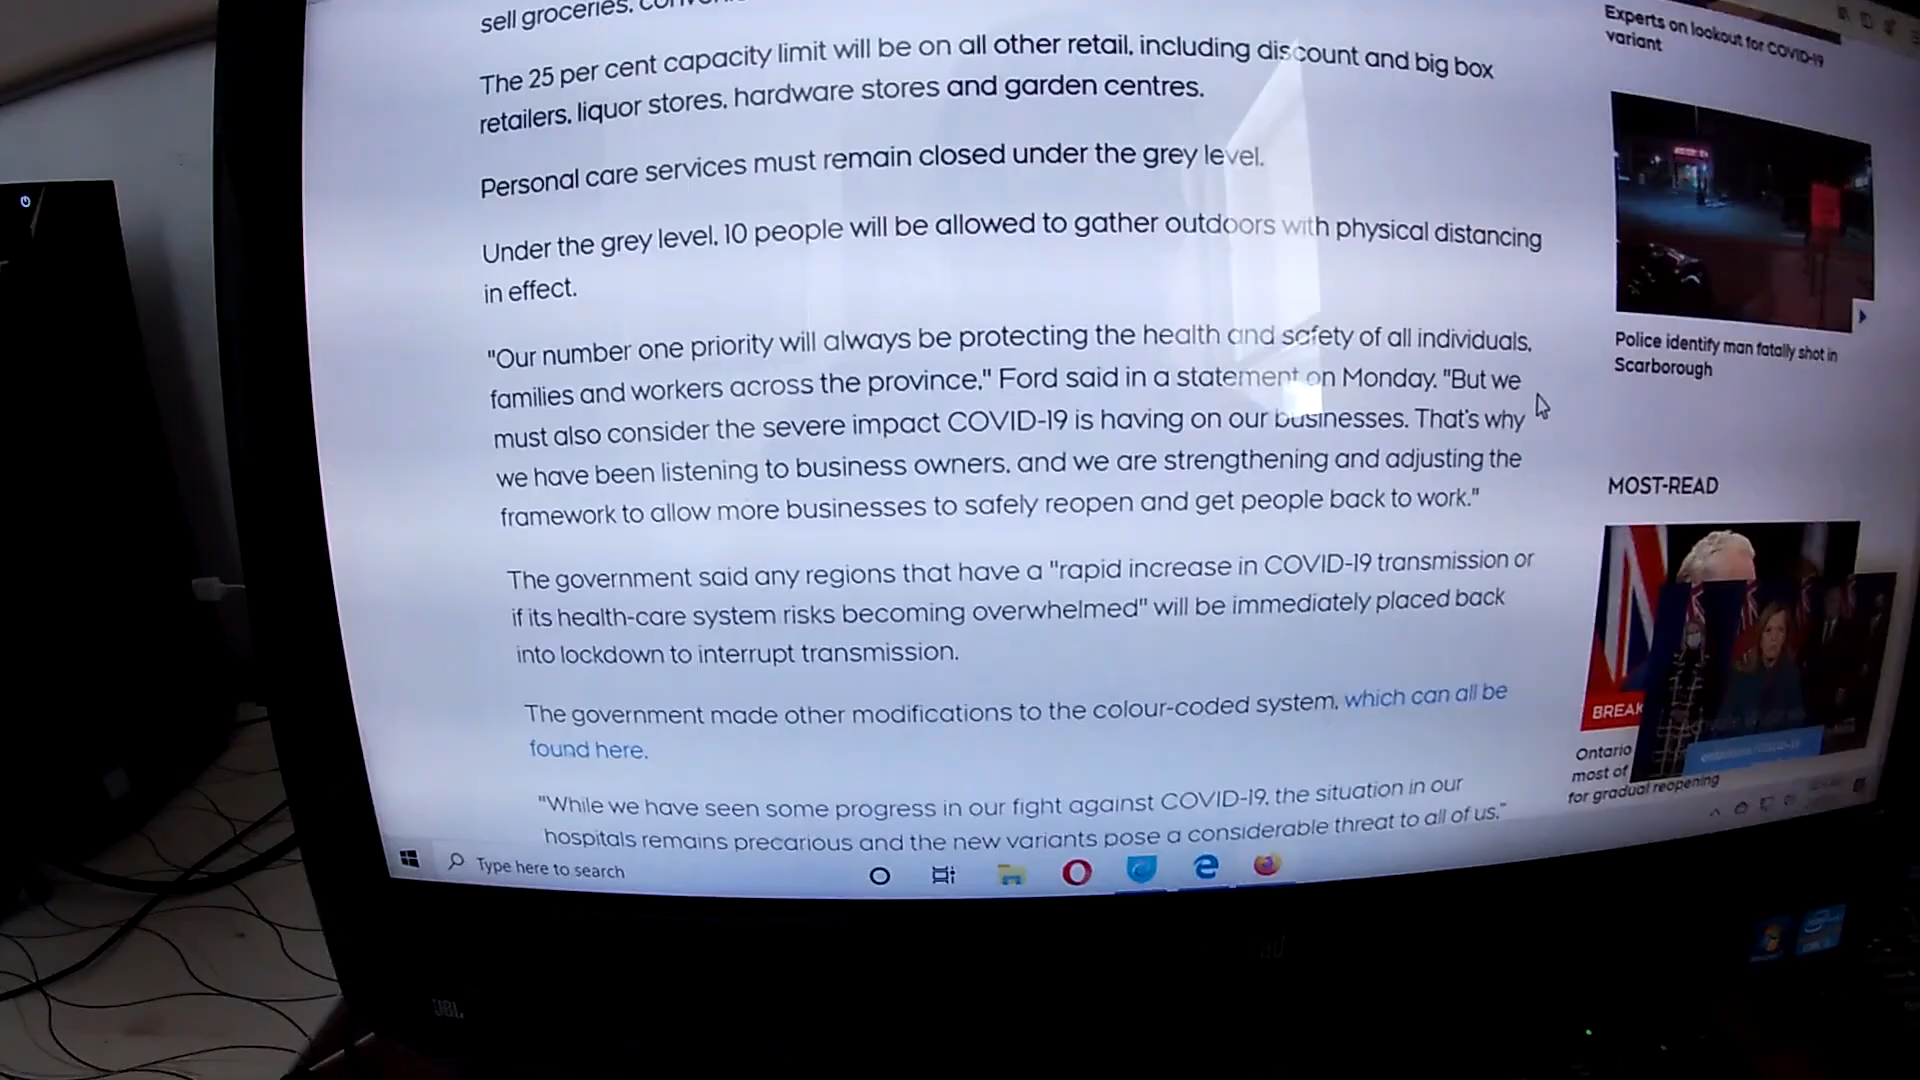 sell groceries,
The 25 per cent capacity limit will be on all other retail, including discount and big box
retailers, liquor stores, hardware stores and garden centres.
Personal care services must remain closed under the grey level.
Under the grey level, 10 people will be allowed to gather outdoors with physical distancing
in effect.
"Our number one priority will always be protecting the health and safety of all individuals,
families and workers across the province," Ford said in a statement on Monday. "But we
must also consider the severe impact COVID-19 is having on our businesses. That's why
we have been listening to business owners, and we are strengthening and adjusting the
framework to allow more businesses to safely reopen and get people back to work."
The government said any regions that have a "rapid increase in COVID-19 transmission or
if its health-care system risks becoming overwhelmed" will be immediately placed back
into lockdown to interrupt transmission.
The government made other modifications to the colour-coded system, which can all be
found here.
"While we have seen some progress in our fight against COVID-19, the situation in our
hospitals remains precarious and the new variants pose a considerable threat to all of us,"
Experts on lookout for COVID-19
variant
Police identify man fatally shot in
Scarborough
MOST-READ
BREAK
Ontario
most of
for gradual reopening
Type here to search
JBL